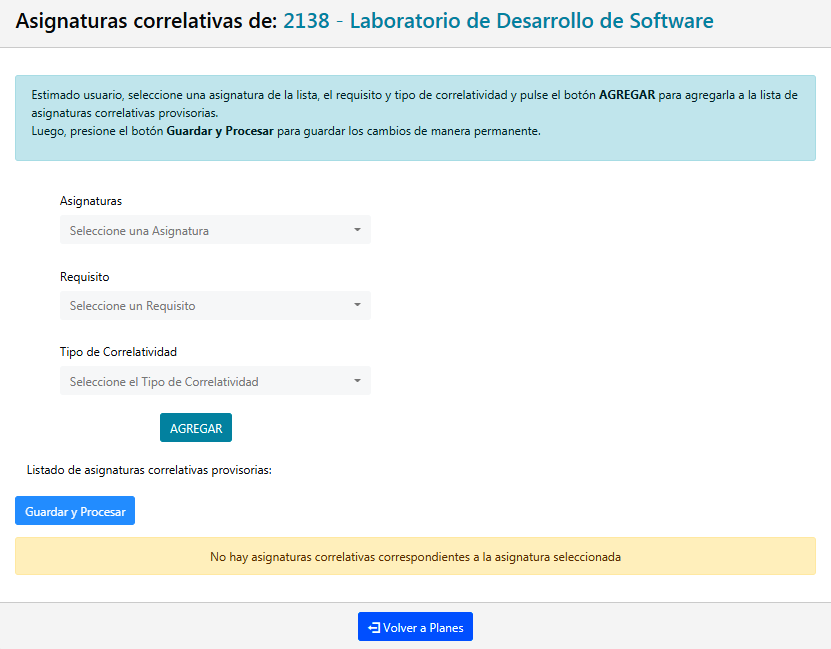 Asignaturas correlativas de: 2138 - Laboratorio de Desarrollo de Software
Estimado usuario, seleccione una asignatura de la lista, el requisito y tipo de correlatividad y pulse el botón AGREGAR para agregarla a la lista de
asignaturas correlativas provisorias.
Luego, presione el botón Guardar y Procesar para guardar los cambios de manera permanente.
Asignaturas
Seleccione una Asignatura
Requisito
Seleccione un Requisito
Tipo de Correlatividad
Seleccione el Tipo de Correlatividad
AGREGAR
Listado de asignaturas correlativas provisorias:
Guardar y Procesar
No hay asignaturas correlativas correspondientes a la asignatura seleccionada
Volver a Planes